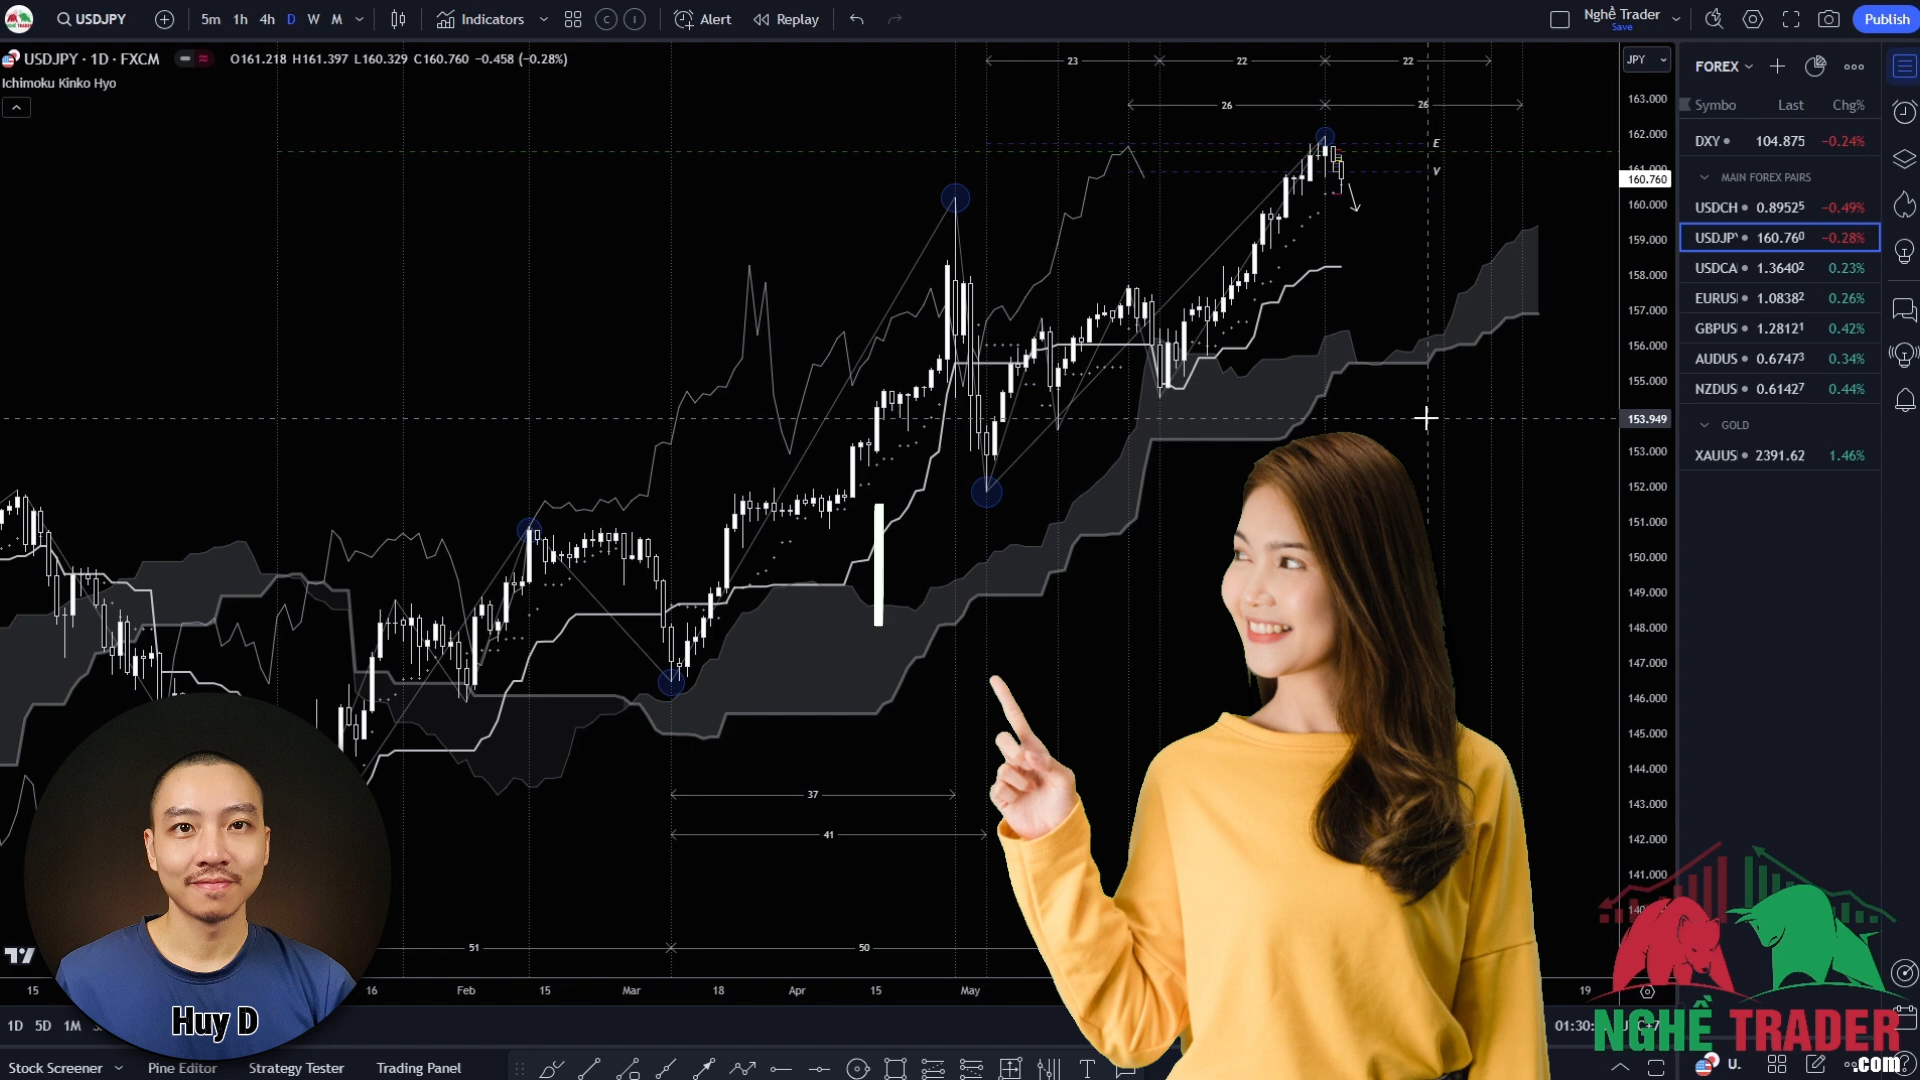 USDJPY
5m 1h 4h D W M
Indicators
C I
Alert
Replay
Nghề Trader
Save
Publish
USDJPY · 1D · FXCM
O161.218 H161.397 L160.329 C160.760 −0.458 (−0.28%)
Ichimoku Kinko Hyo
23 22 22
26 26
E
V
JPY
163.000
162.000
161.000
160.760
160.000
159.000
158.000
157.000
156.000
155.000
153.949
153.000
152.000
151.000
150.000
149.000
148.000
147.000
146.000
145.000
144.000
143.000
142.000
141.000
FOREX
Symbo Last Chg%
DXY 104.875 −0.24%
MAIN FOREX PAIRS
USDCH 0.89525 −0.49%
USDJP 160.760 −0.28%
USDCA 1.36402 0.23%
EURUS 1.08382 0.26%
GBPUS 1.28121 0.42%
AUDUS 0.67473 0.34%
NZDUS 0.61427 0.44%
GOLD
XAUUS 2391.62 1.46%
37
41
51 50
15 16 Feb 15 Mar 18 Apr 15 May 19
1D 5D 1M
01:30
Huy D
NGHỀ TRADER
.com
Stock Screener
Pine Editor
Strategy Tester
Trading Panel
U.